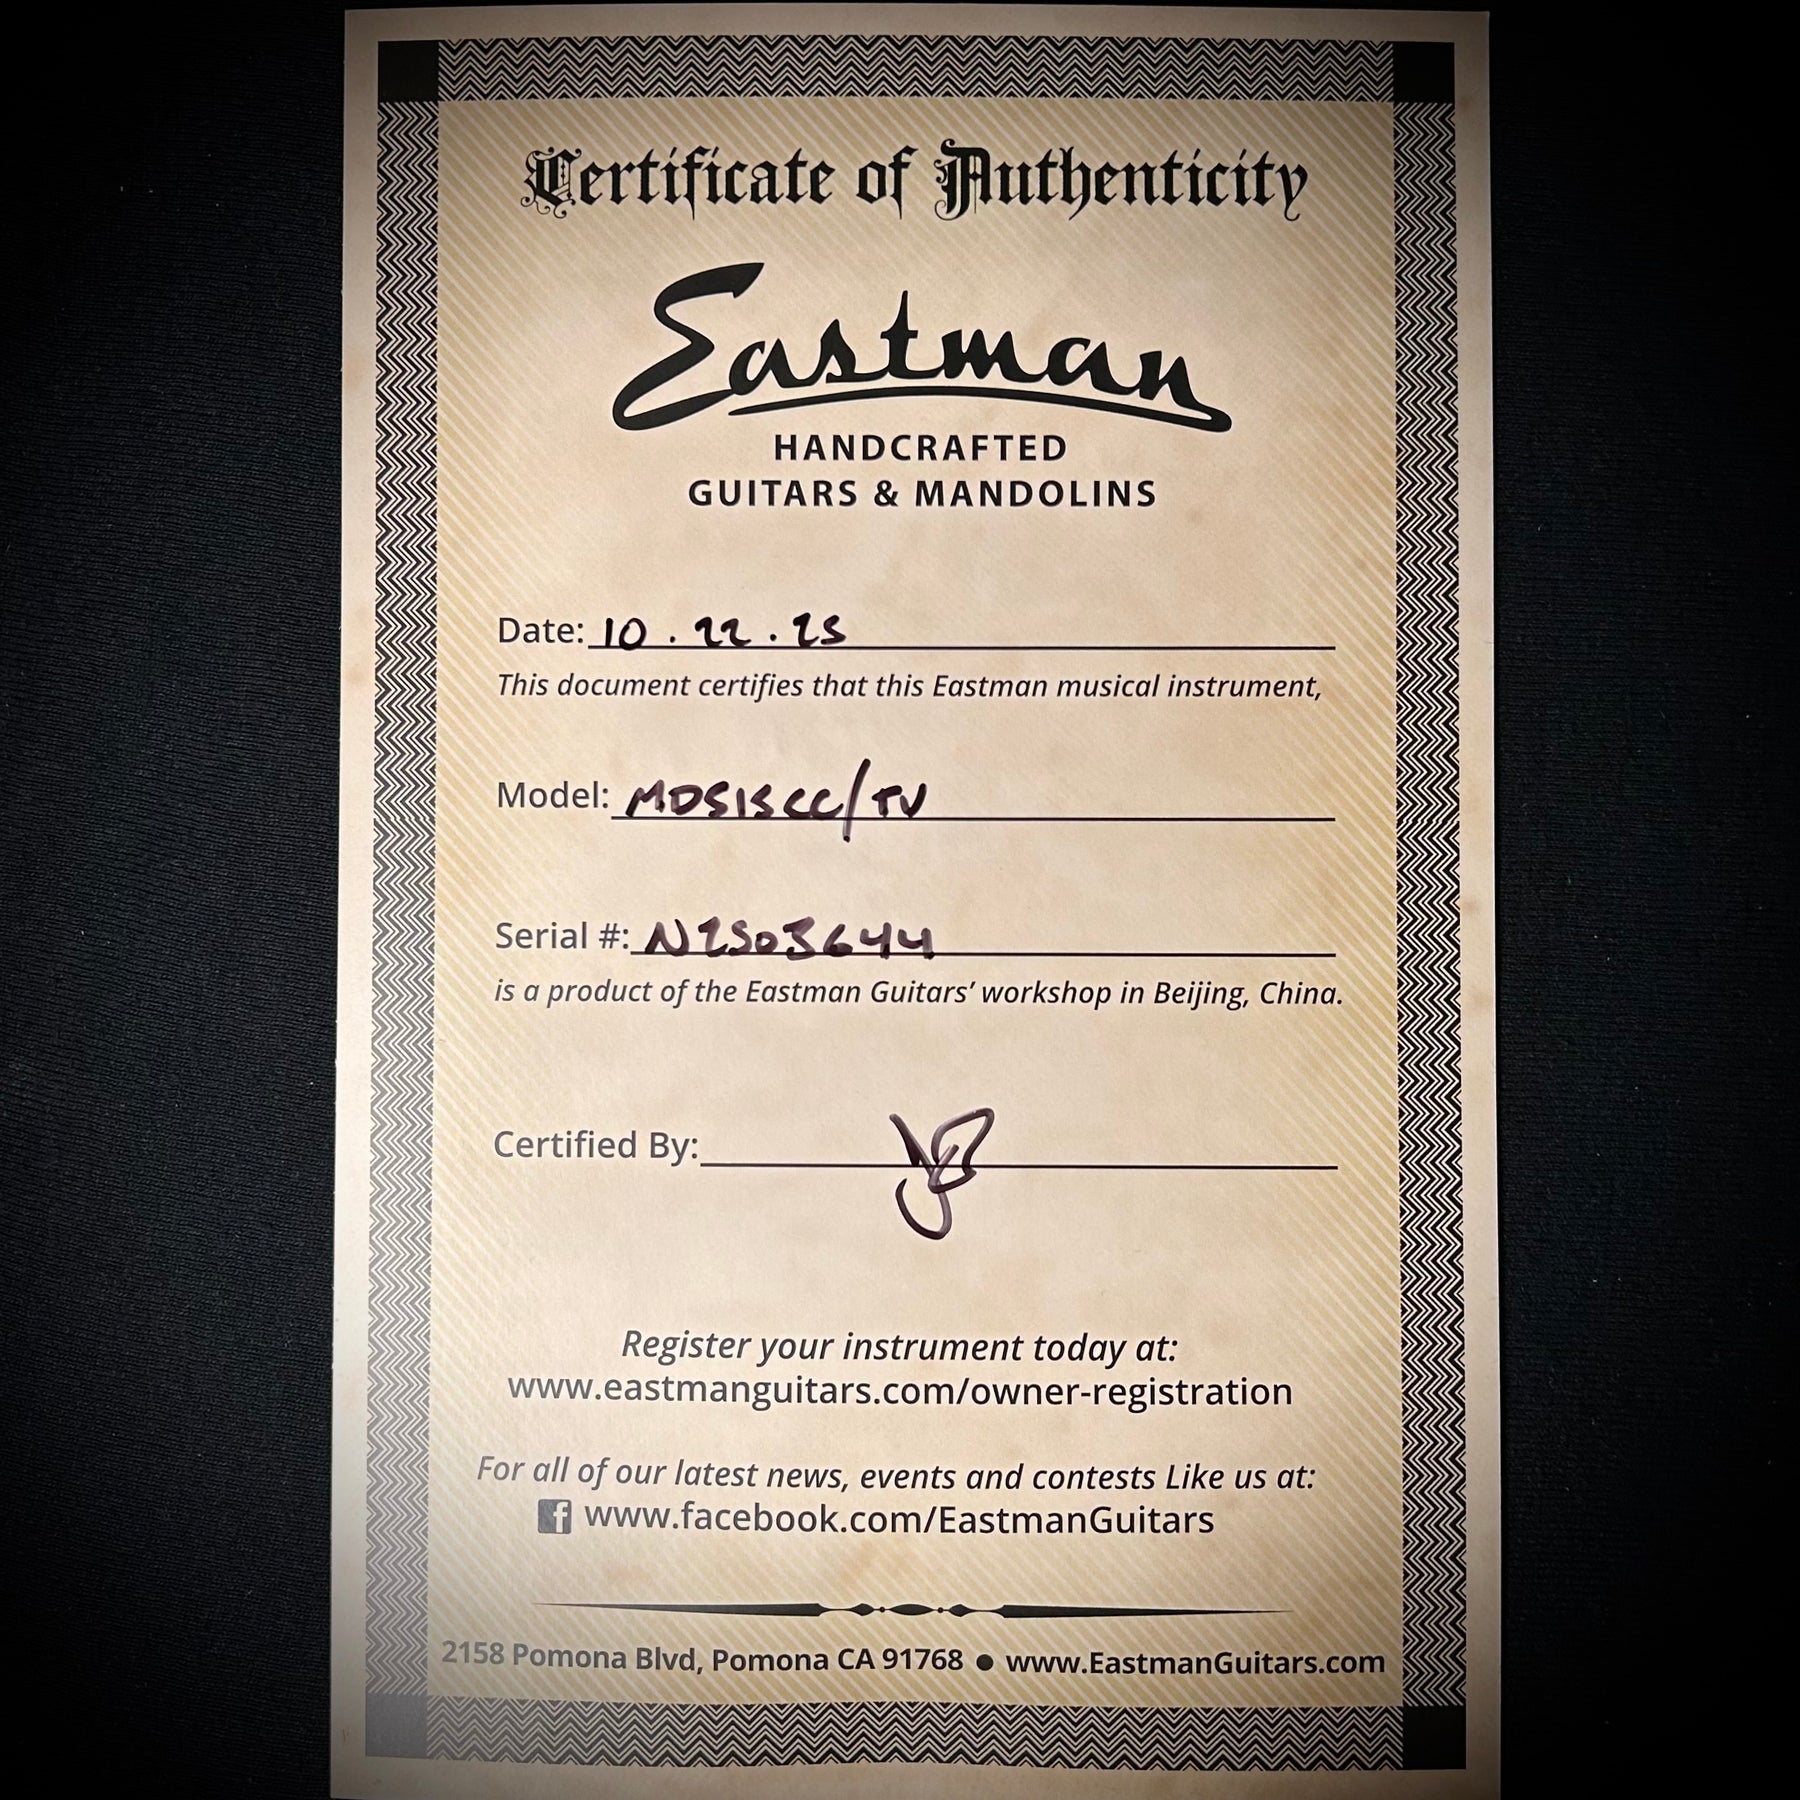 Certificate of Authenticity
Eastman
HANDCRAFTED
GUITARS & MANDOLINS
Date: 10.22.25
This document certifies that this Eastman musical instrument,
Model: MD515CC/TV
Serial #: N2503644
is a product of the Eastman Guitars’ workshop in Beijing, China.
Certified By:
Register your instrument today at:
www.eastmanguitars.com/owner-registration
For all of our latest news, events and contests Like us at:
f www.facebook.com/EastmanGuitars
2158 Pomona Blvd, Pomona CA 91768 ● www.EastmanGuitars.com